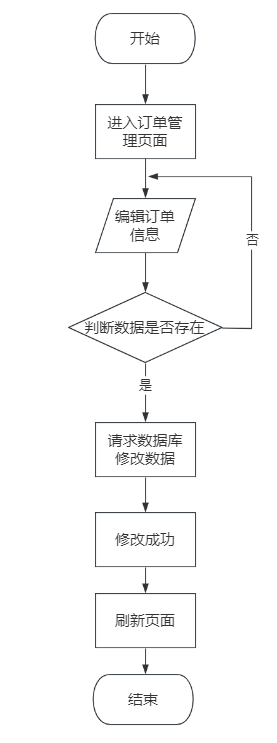 开始
进入订单管
理页面
编辑订单
信息
否
判断数据是否存在
是
请求数据库
修改数据
修改成功
刷新页面
结束